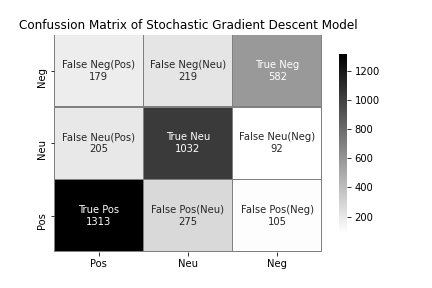 Confussion Matrix of Stochastic Gradient Descent Model
Neg
False Neg(Pos)
179
False Neg(Neu)
219
True Neg
582
Neu
False Neu(Pos)
205
True Neu
1032
False Neu(Neg)
92
Pos
True Pos
1313
False Pos(Neu)
275
False Pos(Neg)
105
Pos
Neu
Neg
1200
1000
800
600
400
200